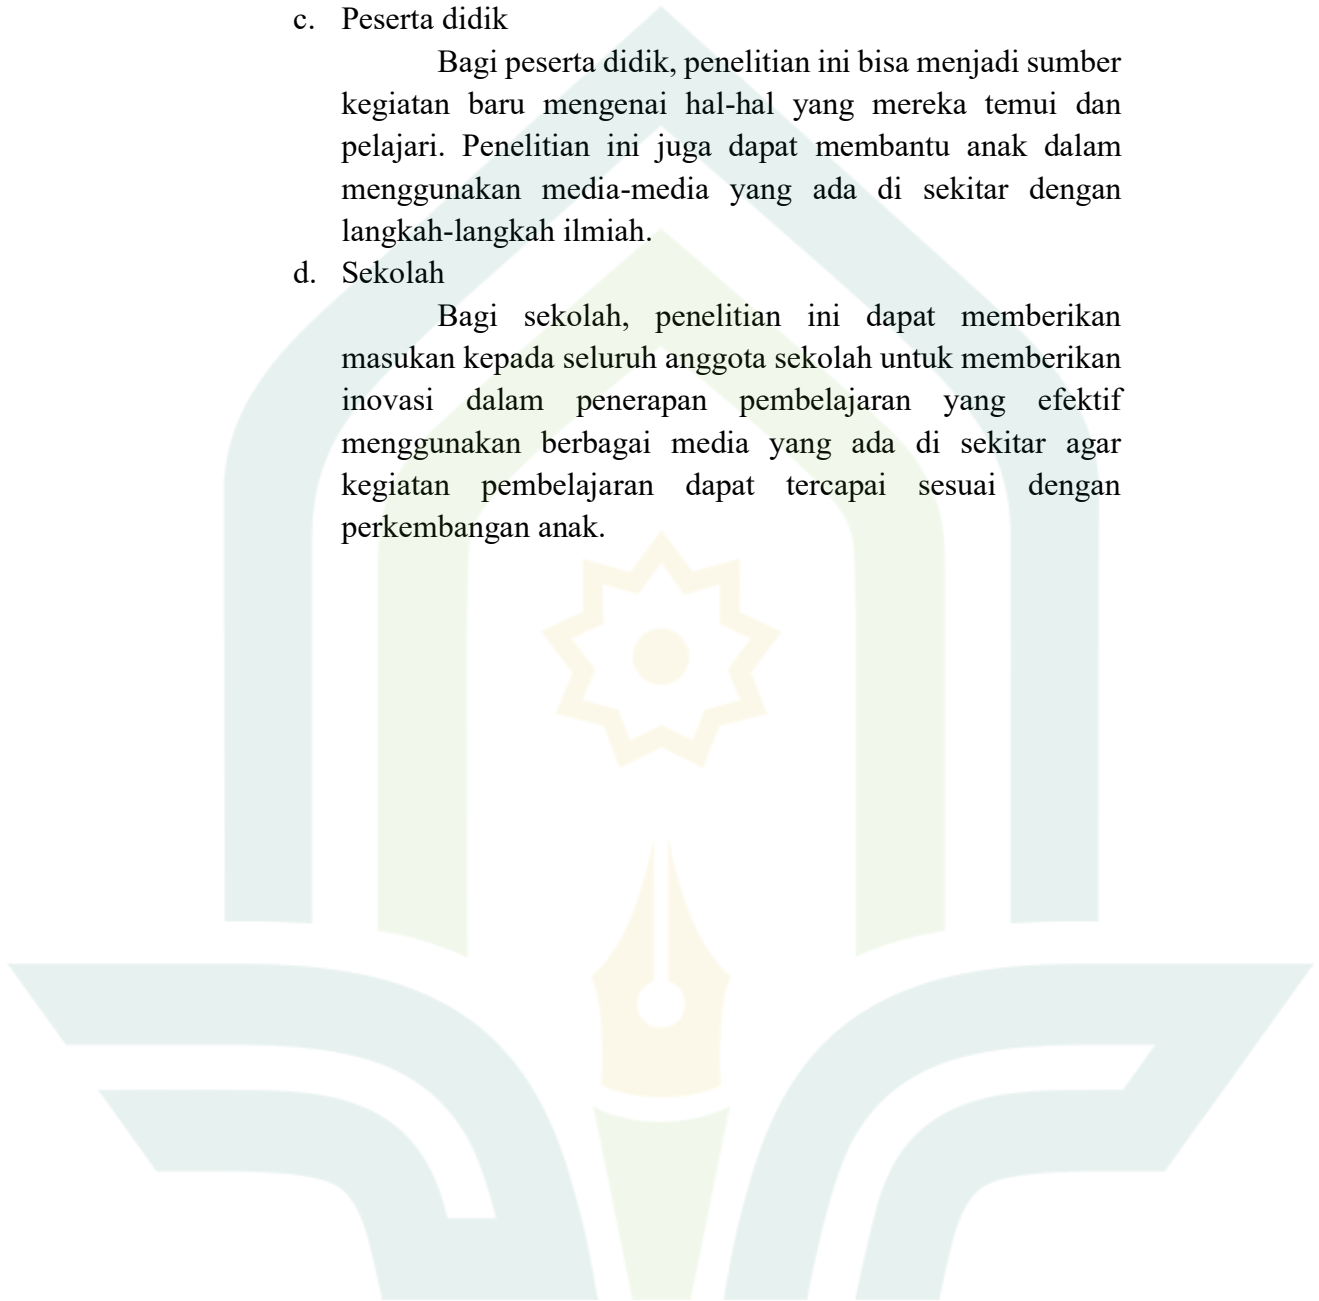 c. Peserta didik
Bagi peserta didik, penelitian ini bisa menjadi sumber
kegiatan baru mengenai hal-hal yang mereka temui dan
pelajari. Penelitian ini juga dapat membantu anak dalam
menggunakan media-media yang ada di sekitar dengan
langkah-langkah ilmiah.
d. Sekolah
Bagi sekolah, penelitian ini dapat memberikan
masukan kepada seluruh anggota sekolah untuk memberikan
inovasi dalam penerapan pembelajaran yang efektif
menggunakan berbagai media yang ada di sekitar agar
kegiatan pembelajaran dapat tercapai sesuai dengan
perkembangan anak.